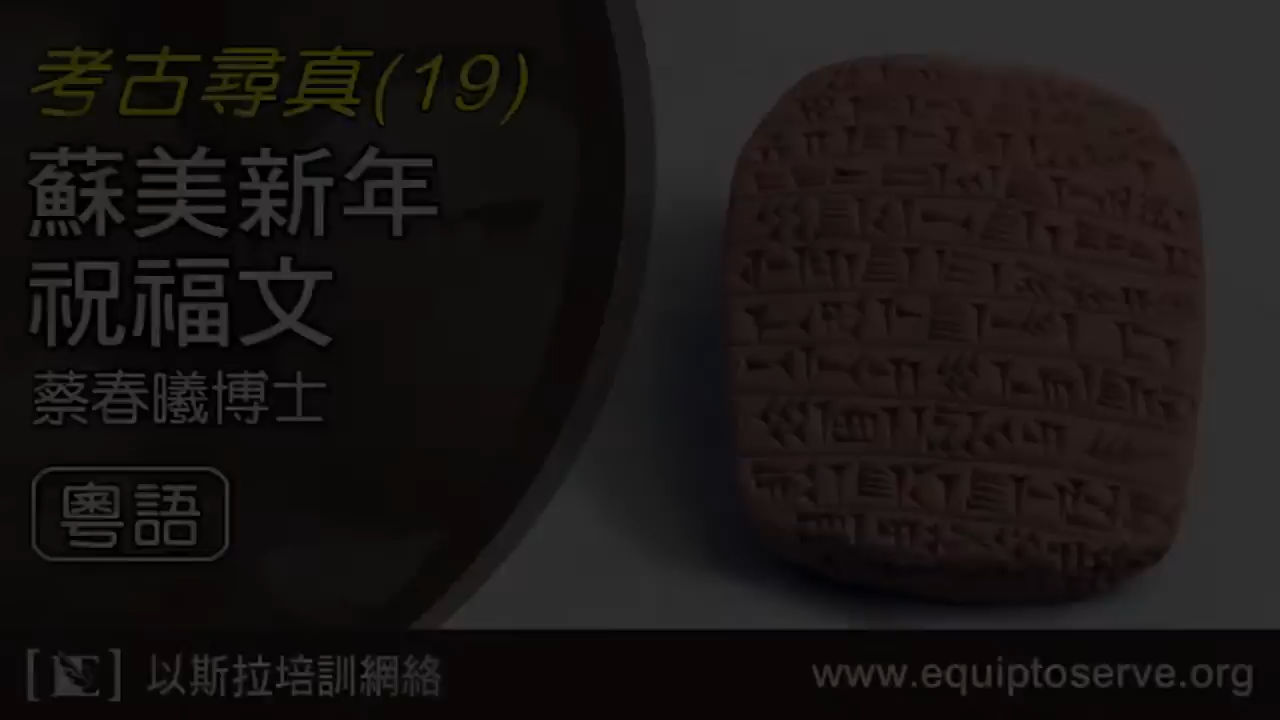 考古尋真(19)
蘇美新年
祝福文
蔡春曦博士
粵語
以斯拉培訓網絡
www.equiptoserve.org